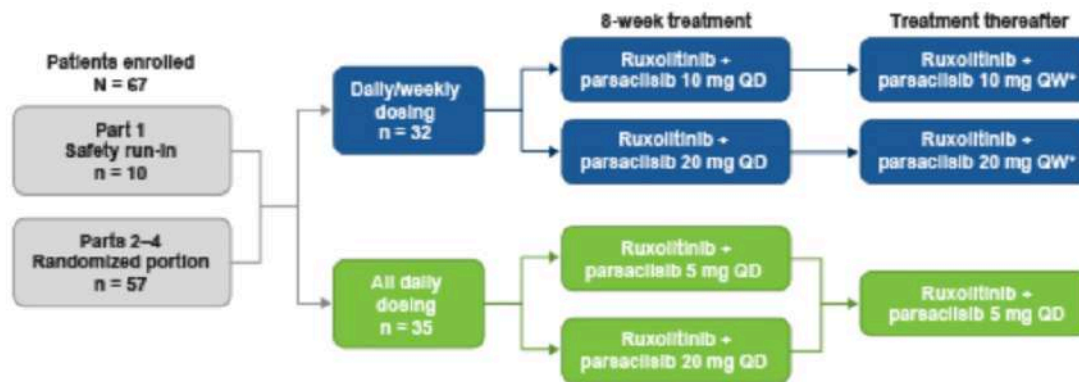 8-week treatment
Treatment thereafter
Patients enrolled
N = 67
Part 1
Safety run-in
n = 10
Parts 2–4
Randomized portion
n = 57
Daily/weekly
dosing
n = 32
All daily
dosing
n = 35
Ruxolitinib +
parsaclisib 10 mg QD
Ruxolitinib +
parsaclisib 10 mg QW*
Ruxolitinib +
parsaclisib 20 mg QD
Ruxolitinib +
parsaclisib 20 mg QW*
Ruxolitinib +
parsaclisib 5 mg QD
Ruxolitinib +
parsaclisib 20 mg QD
Ruxolitinib +
parsaclisib 5 mg QD